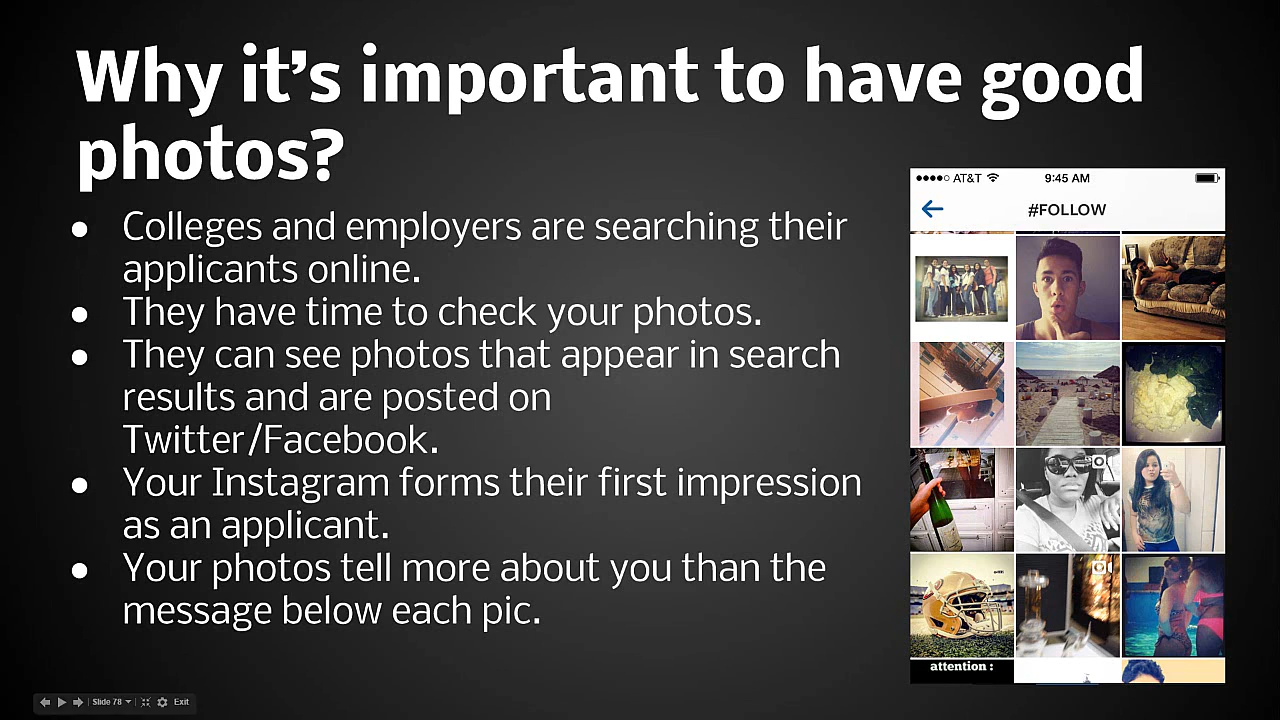 Why it's important to have good
photos?
● Colleges and employers are searching their
applicants online.
● They have time to check your photos.
● They can see photos that appear in search
results and are posted on
Twitter/Facebook.
● Your Instagram forms their first impression
as an applicant.
● Your photos tell more about you than the
message below each pic.
AT&T 9:45 AM
#FOLLOW
attention :
Slide 78 Exit